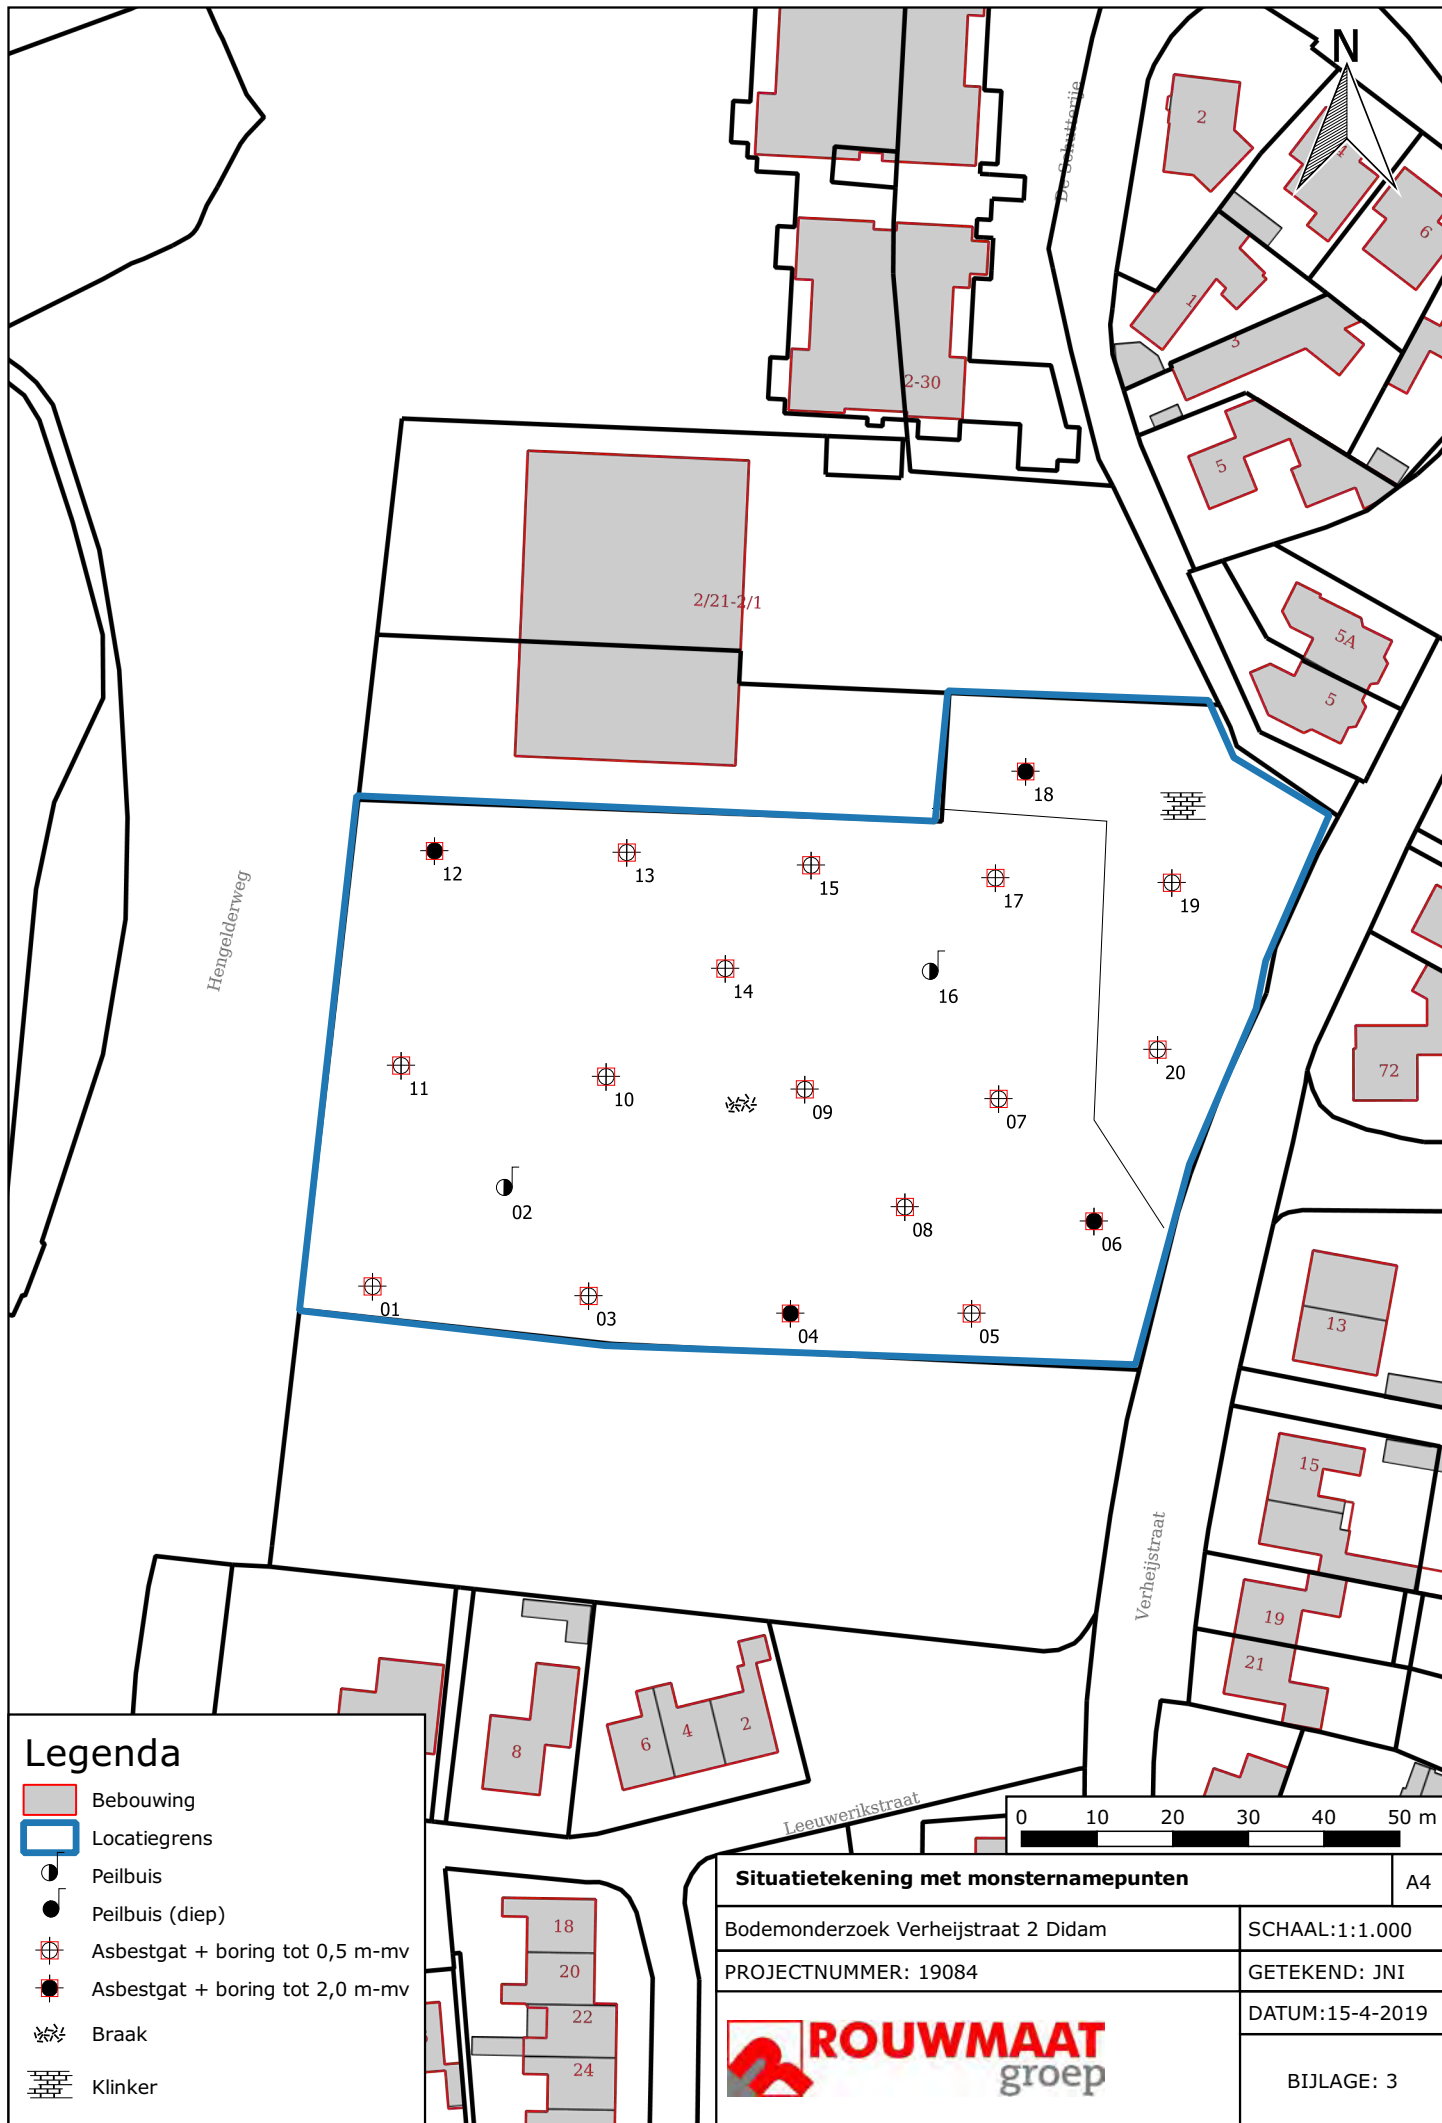 N
De Schutterije
2
1
6
1
3
2-30
5
2/21-2/1
5A
5
18
12
13
15
17
19
Hengelderweg
14
16
20
11
10
09
07
72
02
08
06
01
03
04
05
13
15
Verheijstraat
19
21
8
6
4
2
Leeuwerikstraat
18
20
22
24
Legenda
Bebouwing
Locatiegrens
Peilbuis
Peilbuis (diep)
Asbestgat + boring tot 0,5 m-mv
Asbestgat + boring tot 2,0 m-mv
Braak
Klinker
0 10 20 30 40 50 m
Situatietekening met monsternamepunten
A4
Bodemonderzoek Verheijstraat 2 Didam
SCHAAL:1:1.000
PROJECTNUMMER: 19084
GETEKEND: JNI
DATUM:15-4-2019
ROUWMAAT
groep
BIJLAGE: 3